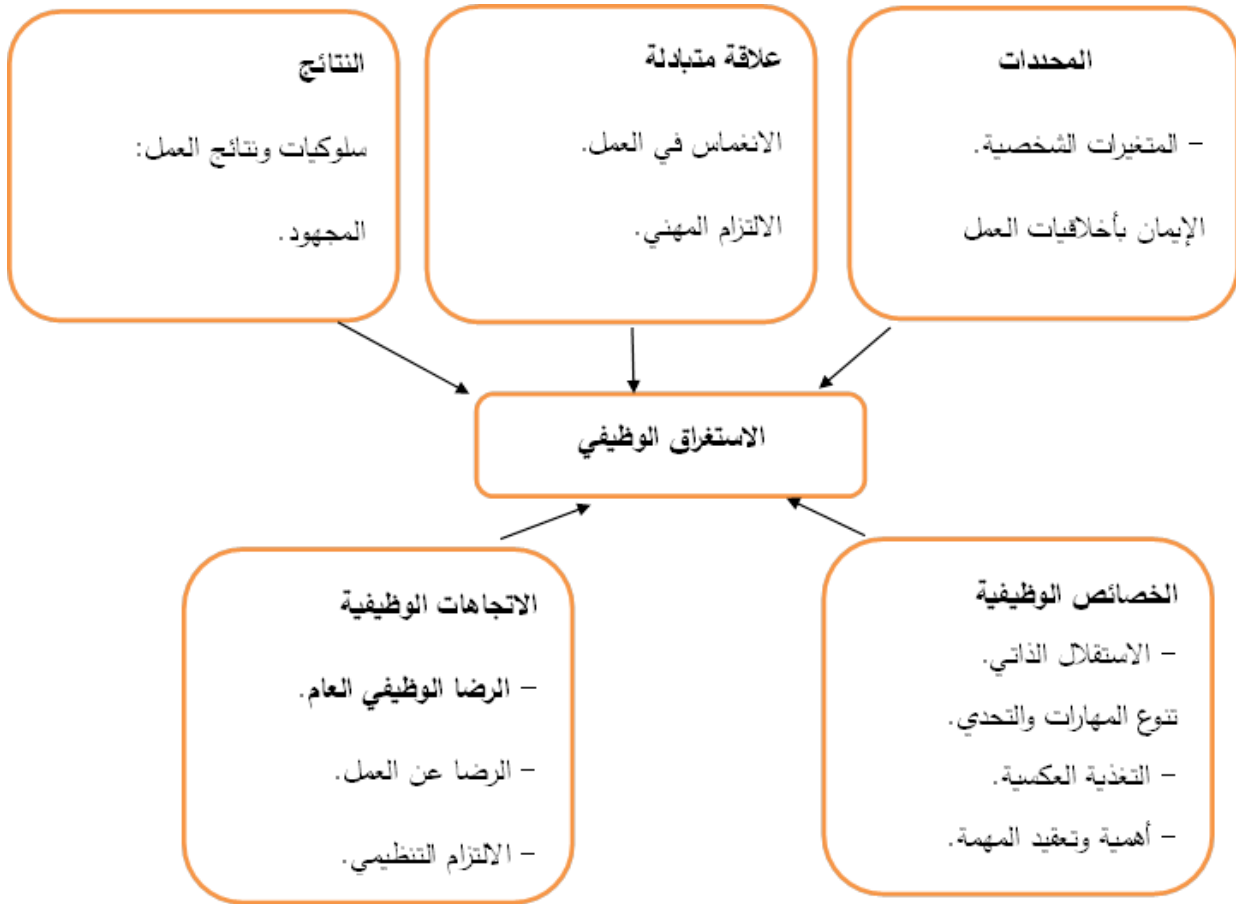 المحددات
– المتغيرات الشخصية.
الإيمان بأخلاقيات العمل
علاقة متبادلة
الانغماس في العمل.
الالتزام المهني.
النتائج
سلوكيات ونتائج العمل:
المجهود.
الاستغراق الوظيفي
الخصائص الوظيفية
– الاستقلال الذاتي.
تنوع المهارات والتحدي.
– التغذية العكسية.
– أهمية وتعقيد المهمة.
الاتجاهات الوظيفية
– الرضا الوظيفي العام.
– الرضا عن العمل.
– الالتزام التنظيمي.